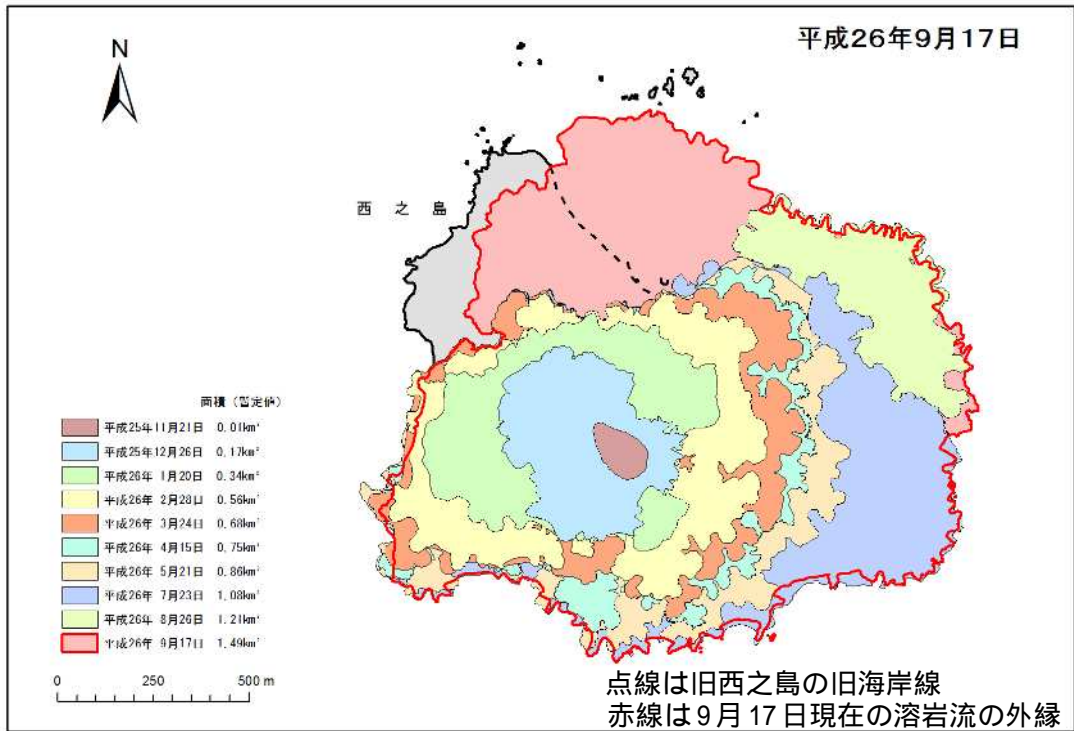 平成26年9月17日
N
西之島
面積（暫定値）
平成25年11月21日 0.01km²
平成25年12月26日 0.17km²
平成26年 1月20日 0.34km²
平成26年 2月28日 0.56km²
平成26年 3月24日 0.68km²
平成26年 4月15日 0.75km²
平成26年 5月21日 0.86km²
平成26年 7月23日 1.08km²
平成26年 8月26日 1.21km²
平成26年 9月17日 1.49km²
0 250 500 m
点線は旧西之島の旧海岸線
赤線は9月17日現在の溶岩流の外縁